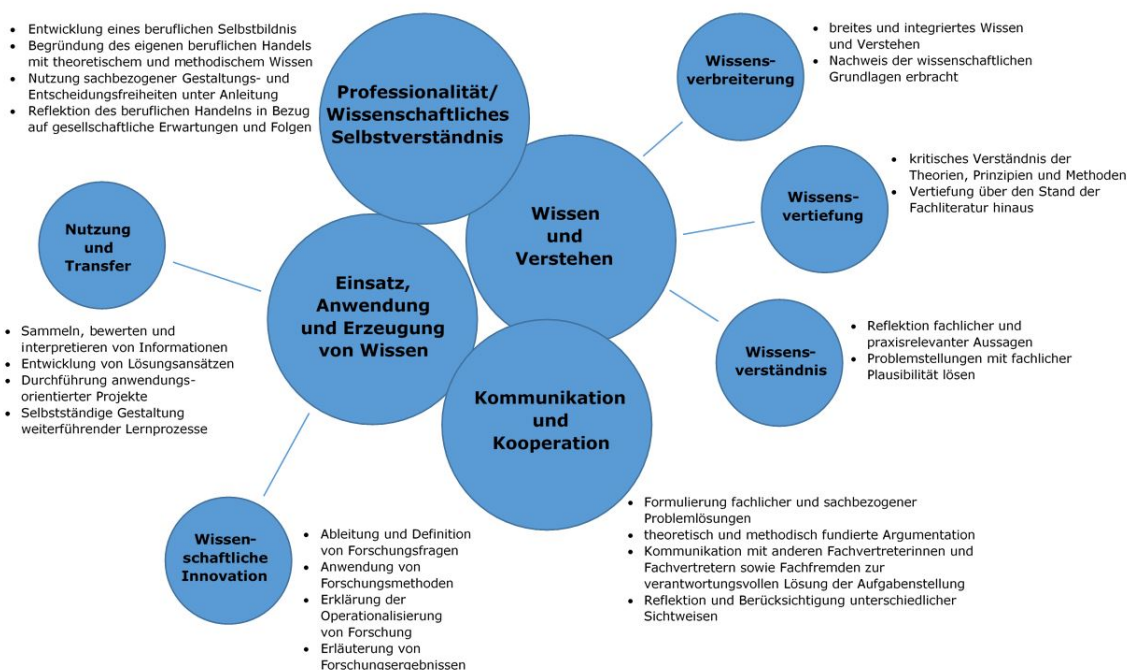 • Entwicklung eines beruflichen Selbstbildnis
• Begründung des eigenen beruflichen Handels
mit theoretischem und methodischem Wissen
• Nutzung sachbezogener Gestaltungs- und
Entscheidungsfreiheiten unter Anleitung
• Reflektion des beruflichen Handelns in Bezug
auf gesellschaftliche Erwartungen und Folgen
Professionalität/
Wissenschaftliches
Selbstverständnis
Wissens-
verbreiterung
• breites und integriertes Wissen
und Verstehen
• Nachweis der wissenschaftlichen
Grundlagen erbracht
Wissen
und
Verstehen
Wissens-
vertiefung
• kritisches Verständnis der
Theorien, Prinzipien und Methoden
• Vertiefung über den Stand der
Fachliteratur hinaus
Nutzung
und
Transfer
Einsatz,
Anwendung
und Erzeugung
von Wissen
Wissens-
verständnis
• Reflektion fachlicher und
praxisrelevanter Aussagen
• Problemstellungen mit fachlicher
Plausibilität lösen
• Sammeln, bewerten und
interpretieren von Informationen
• Entwicklung von Lösungsansätzen
• Durchführung anwendungs-
orientierter Projekte
• Selbstständige Gestaltung
weiterführender Lernprozesse
Kommunikation
und
Kooperation
• Formulierung fachlicher und sachbezogener
Problemlösungen
• theoretisch und methodisch fundierte Argumentation
• Kommunikation mit anderen Fachvertreterinnen und
Fachvertretern sowie Fachfremden zur
verantwortungsvollen Lösung der Aufgabenstellung
• Reflektion und Berücksichtigung unterschiedlicher
Sichtweisen
Wissen-
schaftliche
Innovation
• Ableitung und Definition
von Forschungsfragen
• Anwendung von
Forschungsmethoden
• Erklärung der
Operationalisierung
von Forschung
• Erläuterung von
Forschungsergebnissen